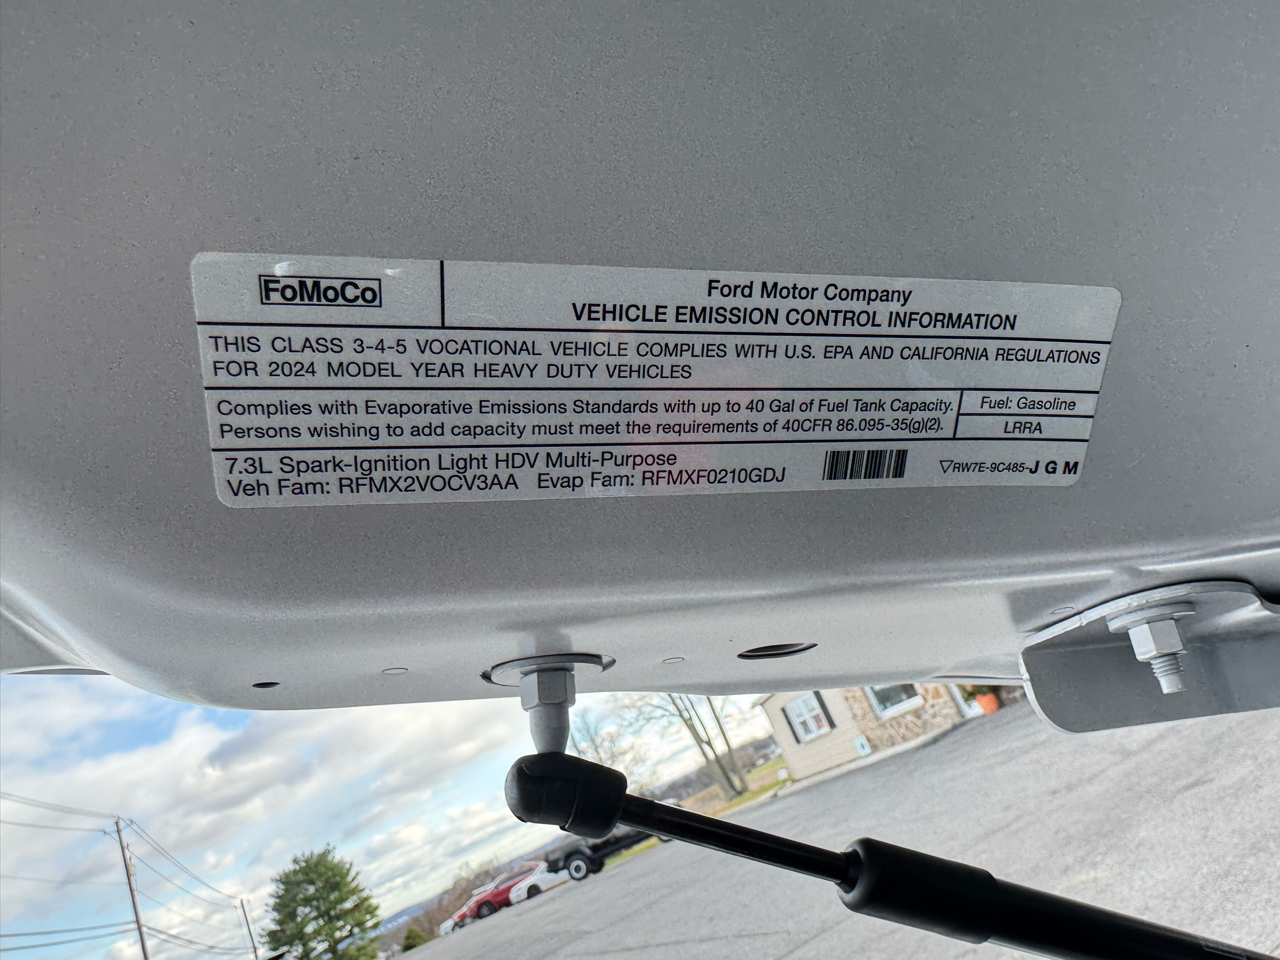 FoMoCo
Ford Motor Company
VEHICLE EMISSION CONTROL INFORMATION
THIS CLASS 3-4-5 VOCATIONAL VEHICLE COMPLIES WITH U.S. EPA AND CALIFORNIA REGULATIONS
FOR 2024 MODEL YEAR HEAVY DUTY VEHICLES
Complies with Evaporative Emissions Standards with up to 40 Gal of Fuel Tank Capacity.
Persons wishing to add capacity must meet the requirements of 40CFR 86.095-35(g)(2).
Fuel: Gasoline
LRRA
7.3L Spark-Ignition Light HDV Multi-Purpose
Veh Fam: RFMX2VOCV3AA Evap Fam: RFMXF0210GDJ
▽RW7E-9C485-J G M